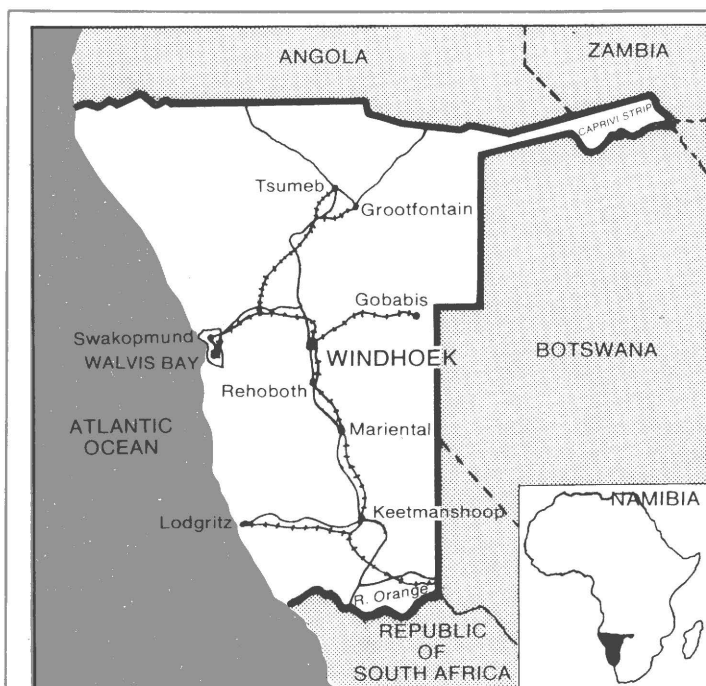 ANGOLA
ZAMBIA
CAPRIVI STRIP
Tsumeb
Grootfontain
Gobabis
Swakopmund
WALVIS BAY
WINDHOEK
BOTSWANA
Rehoboth
ATLANTIC
OCEAN
Mariental
Lodgritz
Keetmanshoop
NAMIBIA
R. Orange
REPUBLIC
OF
SOUTH AFRICA